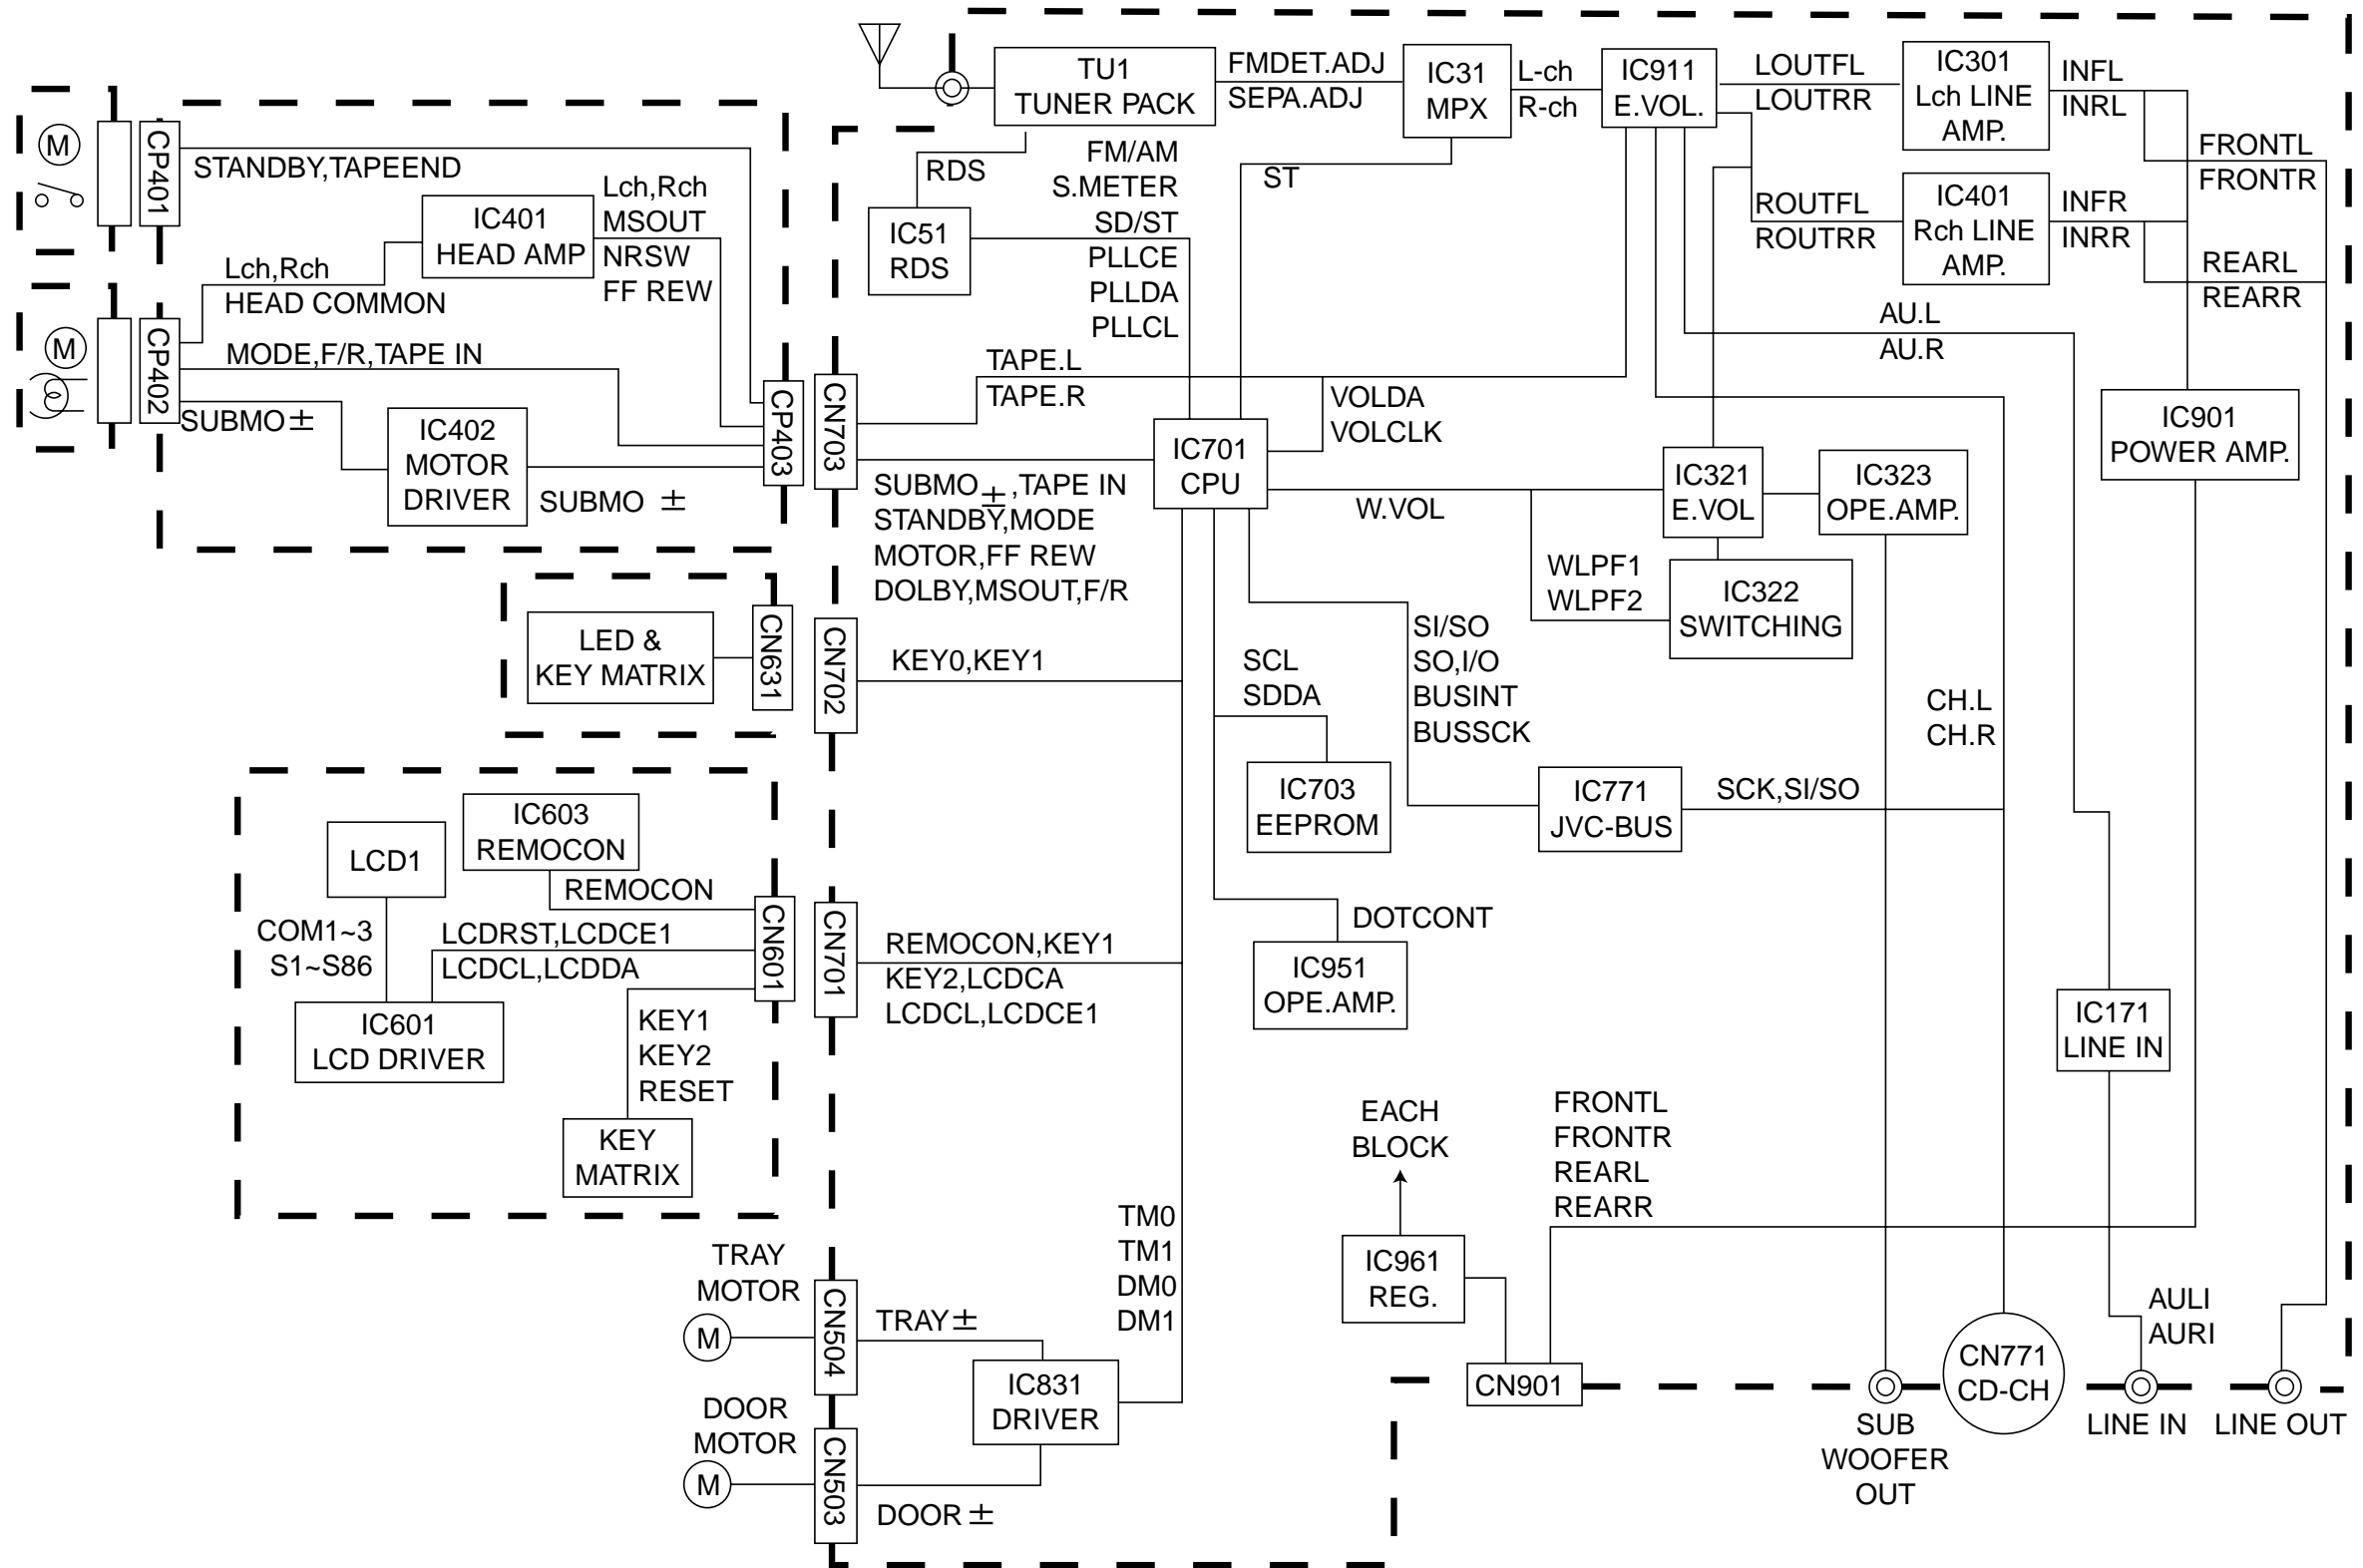 TU1
TUNER PACK
FMDET.ADJ
SEPA.ADJ
IC31
MPX
L-ch
R-ch
IC911
E.VOL.
LOUTFL
LOUTRR
IC301
Lch LINE
AMP.
INFL
INRL
FRONTL
FRONTR
M
CP401
STANDBY,TAPEEND
IC401
HEAD AMP
Lch,Rch
MSOUT
NRSW
FF REW
Lch,Rch
HEAD COMMON
M
CP402
MODE,F/R,TAPE IN
SUBMO ±
IC402
MOTOR
DRIVER
SUBMO ±
CP403
CN703
RDS
IC51
RDS
FM/AM
S.METER
SD/ST
PLLCE
PLLDA
PLLCL
ST
ROUTFL
ROUTRR
IC401
Rch LINE
AMP.
INFR
INRR
REARL
REARR
AU.L
AU.R
TAPE.L
TAPE.R
VOLDA
VOLCLK
IC701
CPU
SUBMO ± ,TAPE IN
STANDBY,MODE
MOTOR,FF REW
DOLBY,MSOUT,F/R
W.VOL
IC321
E.VOL
IC323
OPE.AMP.
IC901
POWER AMP.
WLPF1
WLPF2
IC322
SWITCHING
LED &
KEY MATRIX
CN631
CN702
KEY0,KEY1
SCL
SDDA
SI/SO
SO,I/O
BUSINT
BUSSCK
CH.L
CH.R
IC703
EEPROM
IC771
JVC-BUS
SCK,SI/SO
LCD1
IC603
REMOCON
REMOCON
COM1~3
S1~S86
LCDRST,LCDCE1
LCDCL,LCDDA
CN601
CN701
REMOCON,KEY1
KEY2,LCDCA
LCDCL,LCDCE1
DOTCONT
IC951
OPE.AMP.
IC601
LCD DRIVER
KEY1
KEY2
RESET
KEY
MATRIX
IC171
LINE IN
EACH
BLOCK
FRONTL
FRONTR
REARL
REARR
IC961
REG.
TM0
TM1
DM0
DM1
TRAY
MOTOR
M
CN504
TRAY ±
IC831
DRIVER
DOOR
MOTOR
M
CN503
DOOR ±
CN901
AULI
AURI
CN771
CD-CH
SUB
WOOFER
OUT
LINE IN
LINE OUT